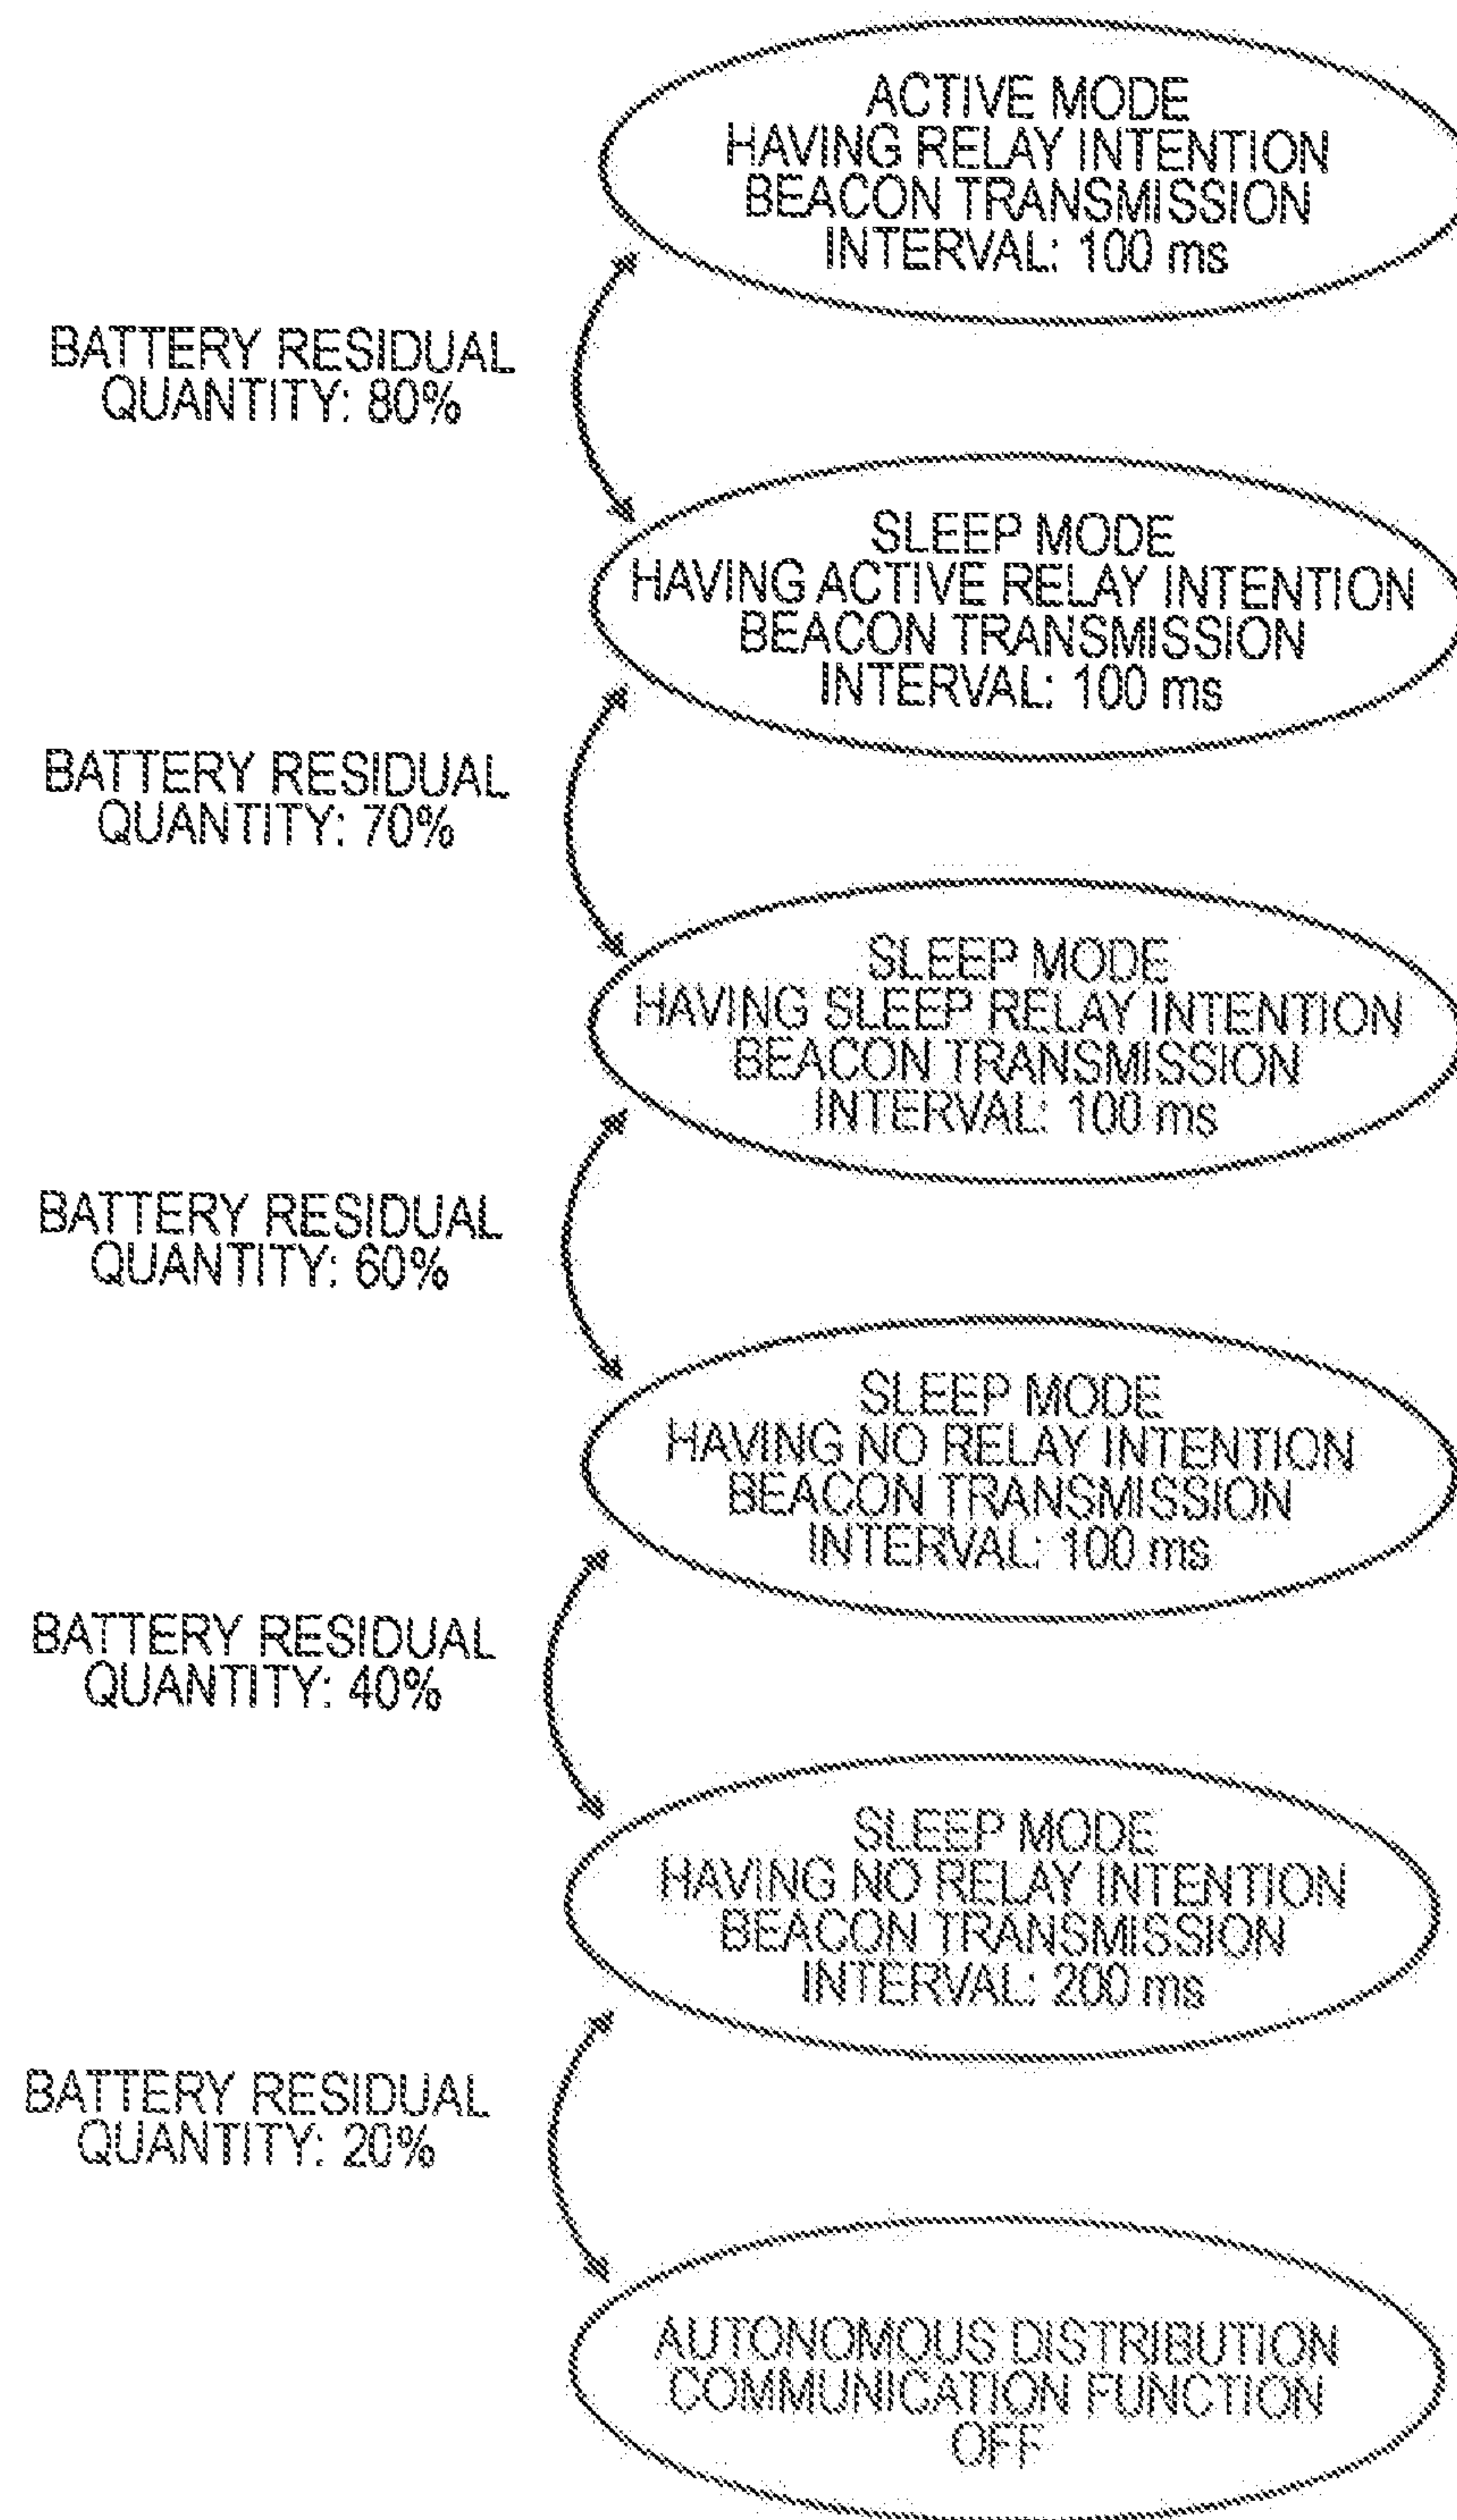 ACTIVE MODE
HAVING RELAY INTENTION
BEACON TRANSMISSION
INTERVAL: 100 ms
BATTERY RESIDUAL
QUANTITY: 80%
SLEEP MODE
HAVING ACTIVE RELAY INTENTION
BEACON TRANSMISSION
INTERVAL: 100 ms
BATTERY RESIDUAL
QUANTITY: 70%
SLEEP MODE
HAVING SLEEP RELAY INTENTION
BEACON TRANSMISSION
INTERVAL: 100 ms
BATTERY RESIDUAL
QUANTITY: 60%
SLEEP MODE
HAVING NO RELAY INTENTION
BEACON TRANSMISSION
INTERVAL: 100 ms
BATTERY RESIDUAL
QUANTITY: 40%
SLEEP MODE
HAVING NO RELAY INTENTION
BEACON TRANSMISSION
INTERVAL: 200 ms
BATTERY RESIDUAL
QUANTITY: 20%
AUTONOMOUS DISTRIBUTION
COMMUNICATION FUNCTION
OFF